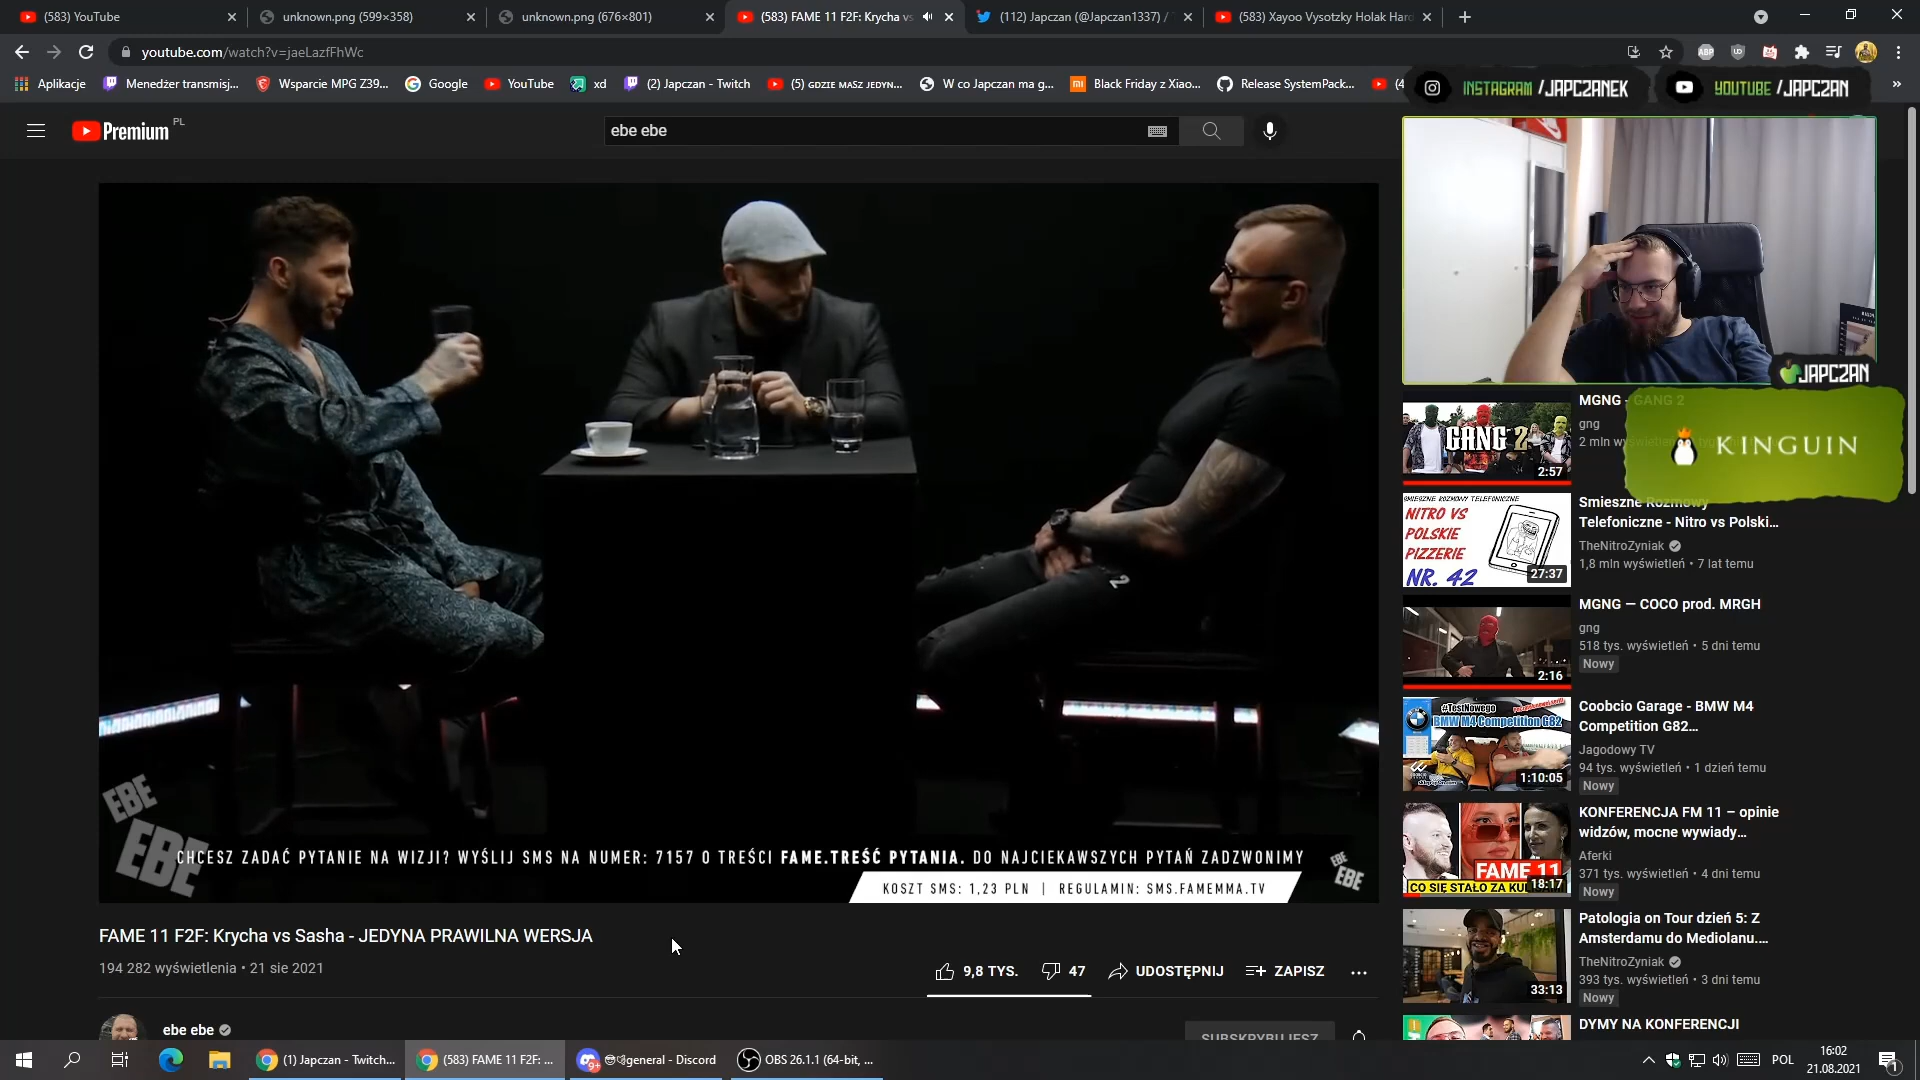 (583) YouTube
unknown.png (599×358)
unknown.png (676×801)
(583) FAME 11 F2F: Krycha vs
(112) Japczan (@Japczan1337) /
(583) Xayoo Vysotzky Holak Hard
youtube.com/watch?v=jaeLazfFhWc
Aplikacje
Menedżer transmisj...
Wsparcie MPG Z39...
Google
YouTube
xd
(2) Japczan - Twitch
(5) GDZIE MASZ JEDYN...
W co Japczan ma g...
Black Friday z Xiao...
Release SystemPack...
INSTAGRAM /JAPCZANEK
YOUTUBE /JAPCZAN
Premium PL
ebe ebe
JAPCZAN
KINGUIN
EBE
EBE
CHCESZ ZADAĆ PYTANIE NA WIZJI? WYŚLIJ SMS NA NUMER: 7157 O TREŚCI FAME.TREŚĆ PYTANIA. DO NAJCIEKAWSZYCH PYTAŃ ZADZWONIMY
KOSZT SMS: 1,23 PLN | REGULAMIN: SMS.FAMEMMA.TV
EBE
EBE
FAME 11 F2F: Krycha vs Sasha - JEDYNA PRAWILNA WERSJA
194 282 wyświetlenia • 21 sie 2021
9,8 TYS.
47
UDOSTĘPNIJ
ZAPISZ
ebe ebe
SUBSKRYBUJESZ
MGNG - GANG 2
gng
2 mln
GANG 2
2:57
ŚMIESZNE ROZMOWY TELEFONICZNE
NITRO VS
POLSKIE
PIZZERIE
NR. 42
27:37
Smieszne Rozmowy
Telefoniczne - Nitro vs Polski...
TheNitroZyniak
1,8 mln wyświetleń • 7 lat temu
2:16
MGNG — COCO prod. MRGH
gng
518 tys. wyświetleń • 5 dni temu
Nowy
#TestNowego
BMW M4 Competition G82
1:10:05
Coobcio Garage - BMW M4
Competition G82...
Jagodowy TV
94 tys. wyświetleń • 1 dzień temu
Nowy
FAME 11
CO SIĘ STAŁO ZA
18:17
KONFERENCJA FM 11 – opinie
widzów, mocne wywiady...
Aferki
371 tys. wyświetleń • 4 dni temu
Nowy
33:13
Patologia on Tour dzień 5: Z
Amsterdamu do Mediolanu....
TheNitroZyniak
393 tys. wyświetleń • 3 dni temu
Nowy
DYMY NA KONFERENCJI
(1) Japczan - Twitch...
(583) FAME 11 F2F: ...
general - Discord
OBS 26.1.1 (64-bit, ...
POL
16:02
21.08.2021